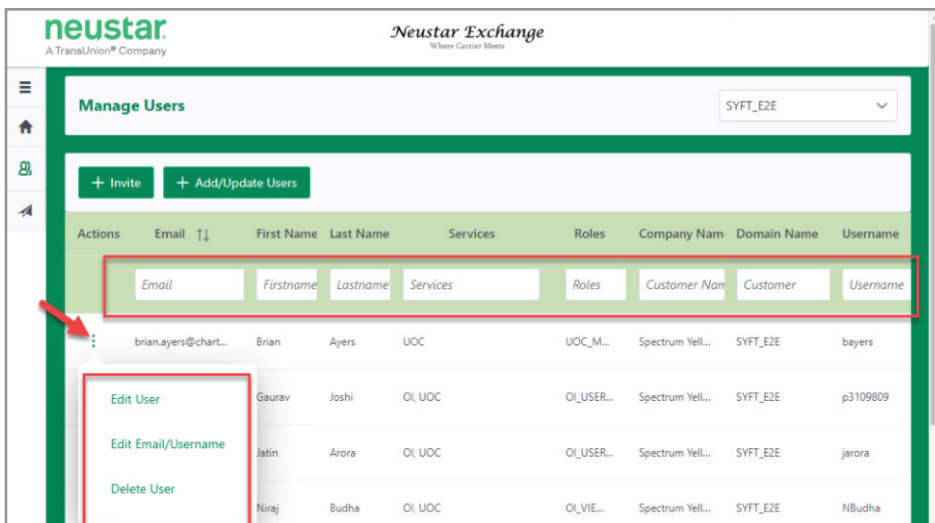 neustar
A TransUnion® Company
Neustar Exchange
Where Carrier Meets
Manage Users
SYFT_E2E
+ Invite
+ Add/Update Users
Actions Email First Name Last Name Services Roles Company Nam Domain Name Username
Email Firstname Lastname Services Roles Customer Nan Customer Username
brian.ayers@chart... Brian Ayers UOC UOC_M... Spectrum Yell... SYFT_E2E bayers
Edit User
Gaurav Joshi OI, UOC OI_USER... Spectrum Yell... SYFT_E2E p3109809
Edit Email/Username
Jatin Arora OI, UOC OI_USER... Spectrum Yell... SYFT_E2E jarora
Delete User
Niraj Budha OI, UOC OI_VIE... Spectrum Yell... SYFT_E2E NBudha